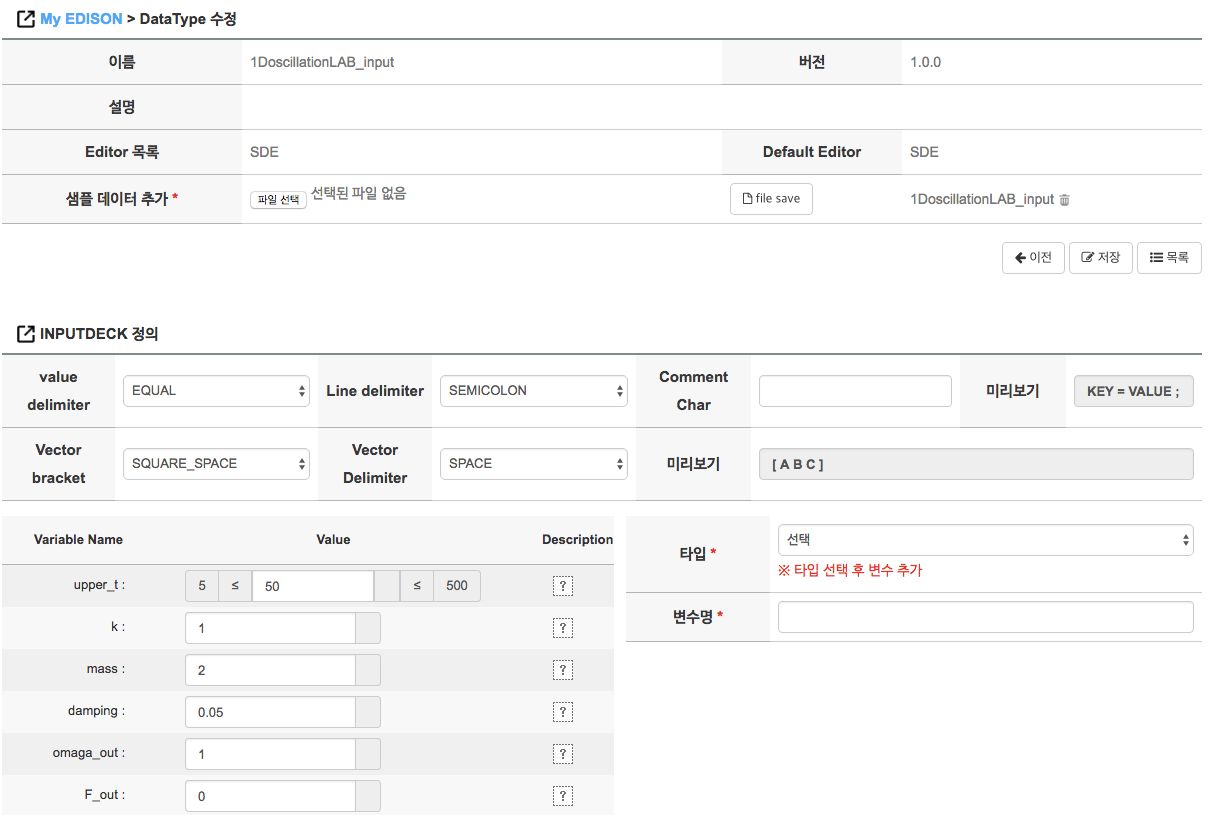 My EDISON > DataType 수정
이름 1DoscillationLAB_input 버전 1.0.0
설명
Editor 목록 SDE Default Editor SDE
샘플 데이터 추가 * 파일 선택 선택된 파일 없음 file save 1DoscillationLAB_input
이전 저장 목록
INPUTDECK 정의
value delimiter EQUAL Line delimiter SEMICOLON Comment Char 미리보기 KEY = VALUE ;
Vector bracket SQUARE_SPACE Vector Delimiter SPACE 미리보기 [ A B C ]
Variable Name Value Description
upper_t : 5 ≤ 50 ≤ 500 ?
k : 1 ?
mass : 2 ?
damping : 0.05 ?
omaga_out : 1 ?
F_out : 0 ?
타입 * 선택
※ 타입 선택 후 변수 추가
변수명 *